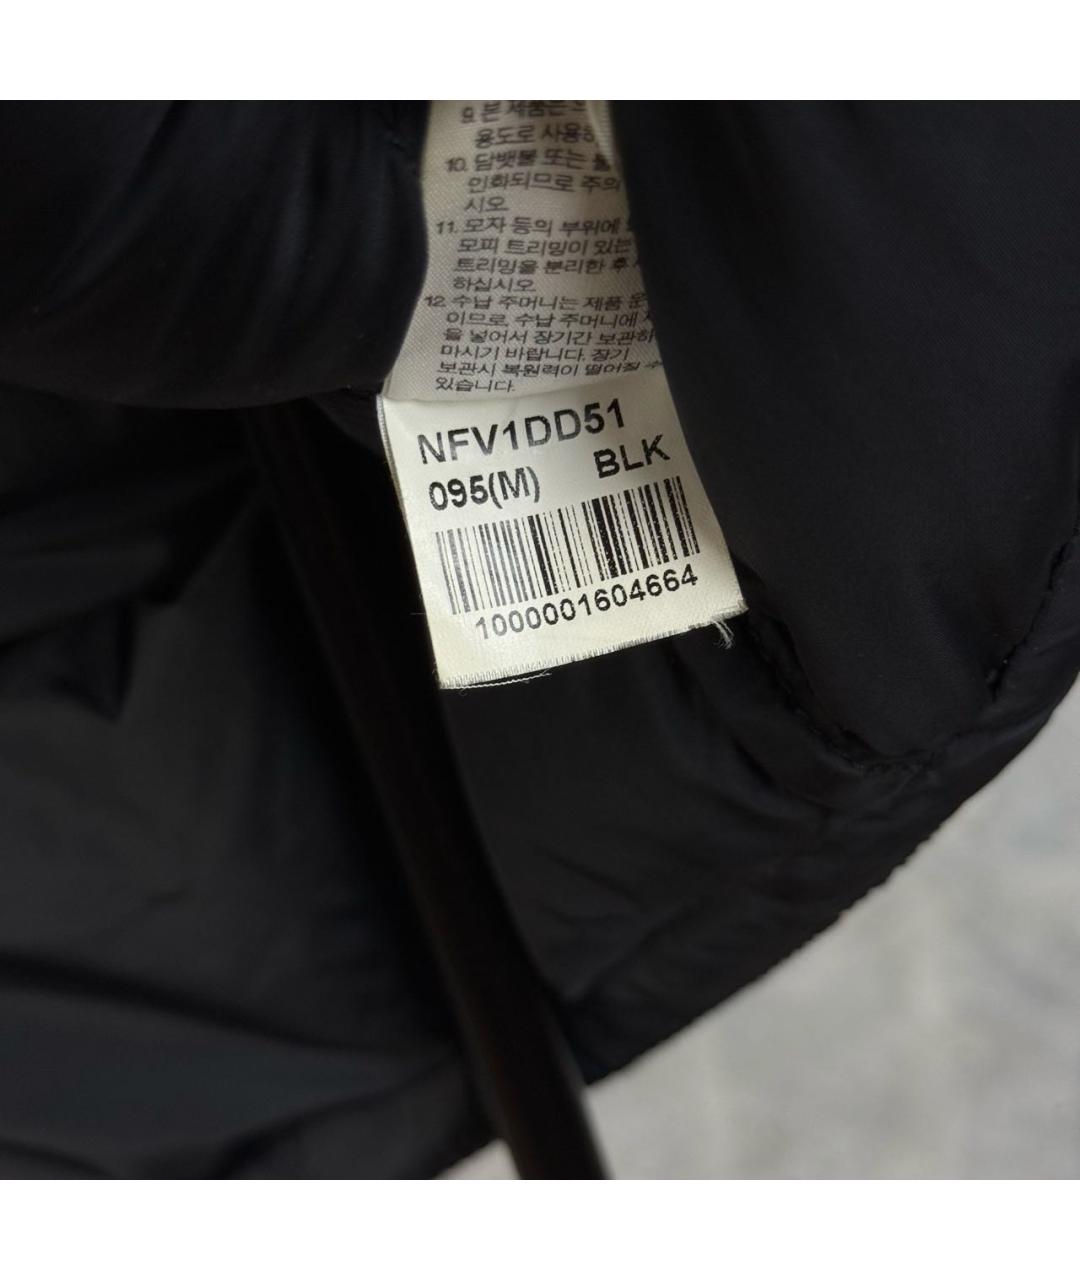 9. 본 제품은
용도로 사용하
10. 담뱃불 또는 불
인화되므로 주의
시오
11. 모자 등의 부위에
모피 트리밍이 있는
트리밍을 분리한 후
하십시오
12. 수납 주머니는 제품 운
이므로, 수납 주머니에
을 넣어서 장기간 보관하
마시기 바랍니다. 장기
보관시 복원력이 떨어질 수
있습니다.
NFV1DD51
095(M) BLK
1000001604664